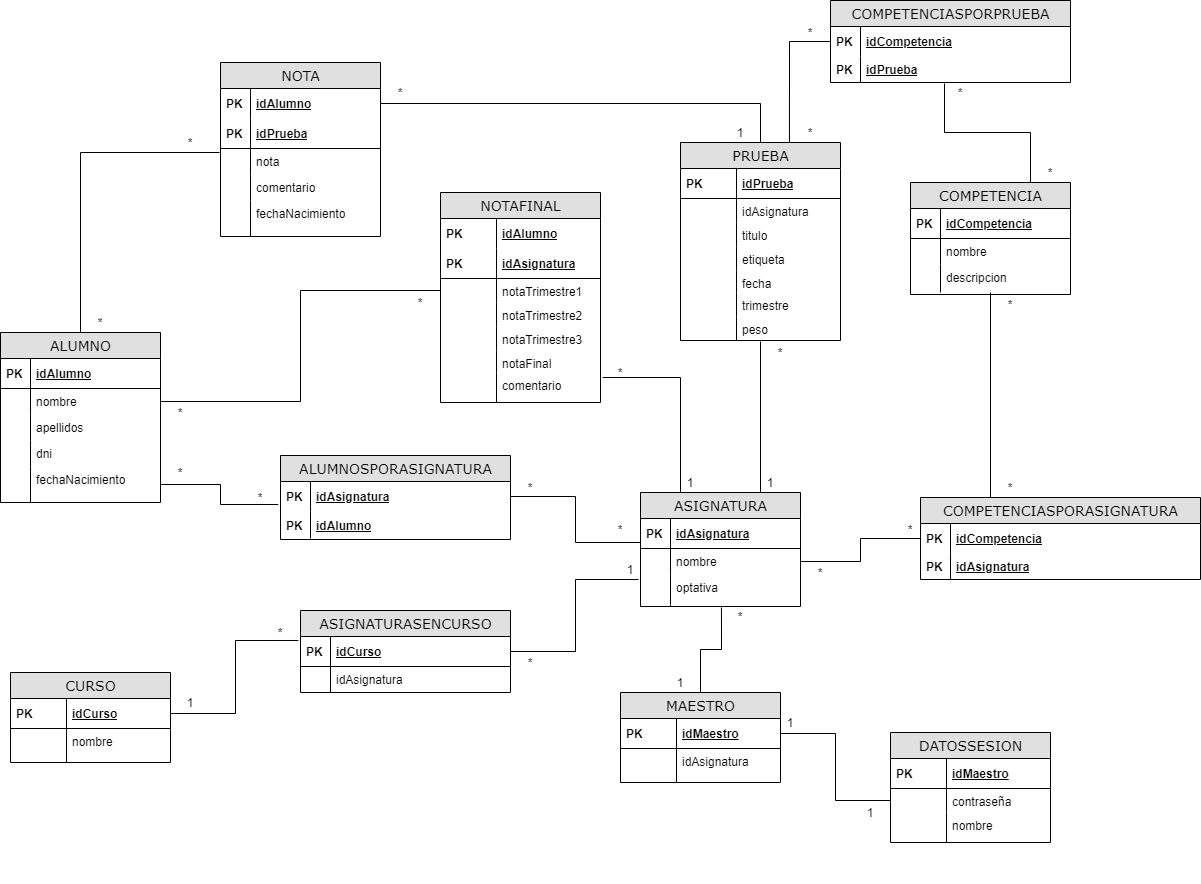 COMPETENCIASPORPRUEBA
PK idCompetencia
PK idPrueba
*
*
*
*
NOTA
PK idAlumno
PK idPrueba
nota
comentario
fechaNacimiento
*
1
*
*
PRUEBA
PK idPrueba
idAsignatura
titulo
etiqueta
fecha
trimestre
peso
COMPETENCIA
PK idCompetencia
nombre
descripcion
NOTAFINAL
PK idAlumno
PK idAsignatura
notaTrimestre1
notaTrimestre2
notaTrimestre3
notaFinal
comentario
*
*
*
*
*
1
1
ALUMNO
PK idAlumno
nombre
apellidos
dni
fechaNacimiento
*
*
*
*
ALUMNOSPORASIGNATURA
PK idAsignatura
PK idAlumno
ASIGNATURA
PK idAsignatura
nombre
optativa
*
*
*
*
COMPETENCIASPORASIGNATURA
PK idCompetencia
PK idAsignatura
1
*
*
1
ASIGNATURASENCURSO
PK idCurso
idAsignatura
*
1
CURSO
PK idCurso
nombre
MAESTRO
PK idMaestro
idAsignatura
1
1
DATOSSESION
PK idMaestro
contraseña
nombre